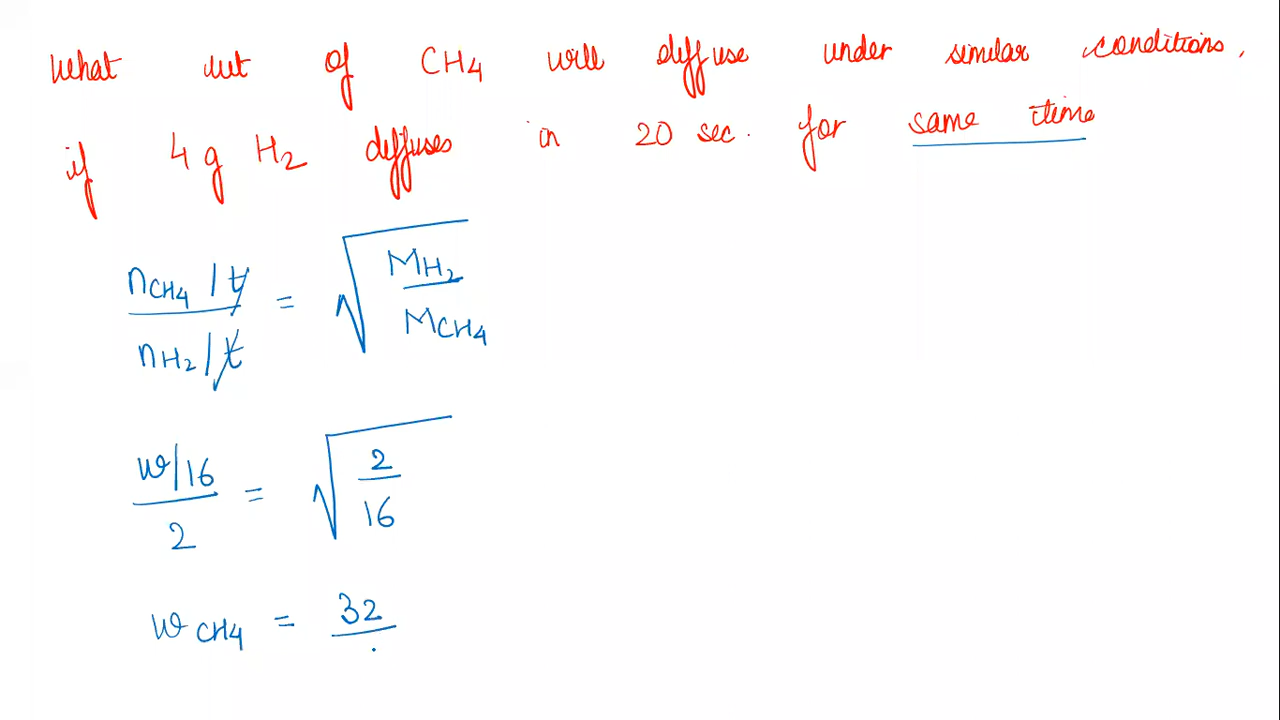 What wt of CH4 will diffuse under similar conditions,
if 4g H2 diffuses in 20 sec. for same time
nCH4 / t
nH2 / t
= √
MH2
MCH4
w/16
2
= √
2
16
wCH4 = 32